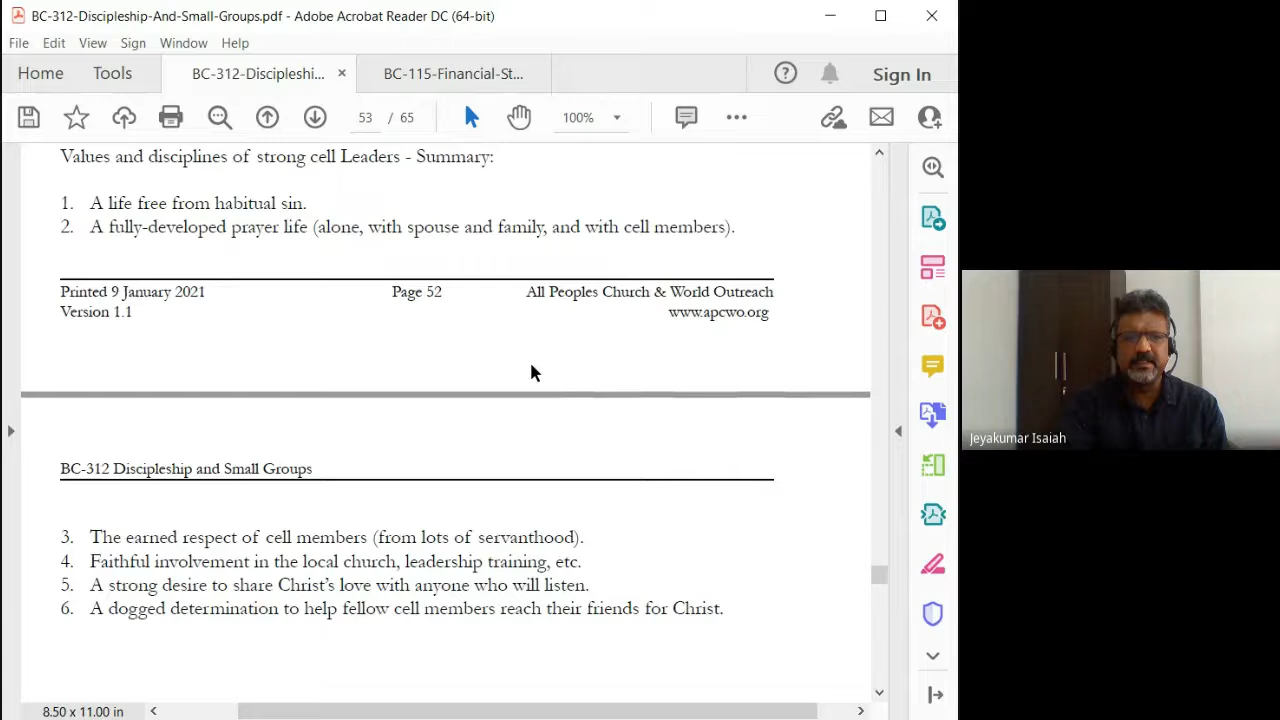 BC-312-Discipleship-And-Small-Groups.pdf - Adobe Acrobat Reader DC (64-bit)
File Edit View Sign Window Help
Home Tools BC-312-Discipleshi... × BC-115-Financial-St... Sign In
53 / 65 100%
Values and disciplines of strong cell Leaders - Summary:
1. A life free from habitual sin.
2. A fully-developed prayer life (alone, with spouse and family, and with cell members).
Printed 9 January 2021 Page 52 All Peoples Church & World Outreach
Version 1.1 www.apcwo.org
BC-312 Discipleship and Small Groups
3. The earned respect of cell members (from lots of servanthood).
4. Faithful involvement in the local church, leadership training, etc.
5. A strong desire to share Christ's love with anyone who will listen.
6. A dogged determination to help fellow cell members reach their friends for Christ.
8.50 x 11.00 in
Jeyakumar Isaiah